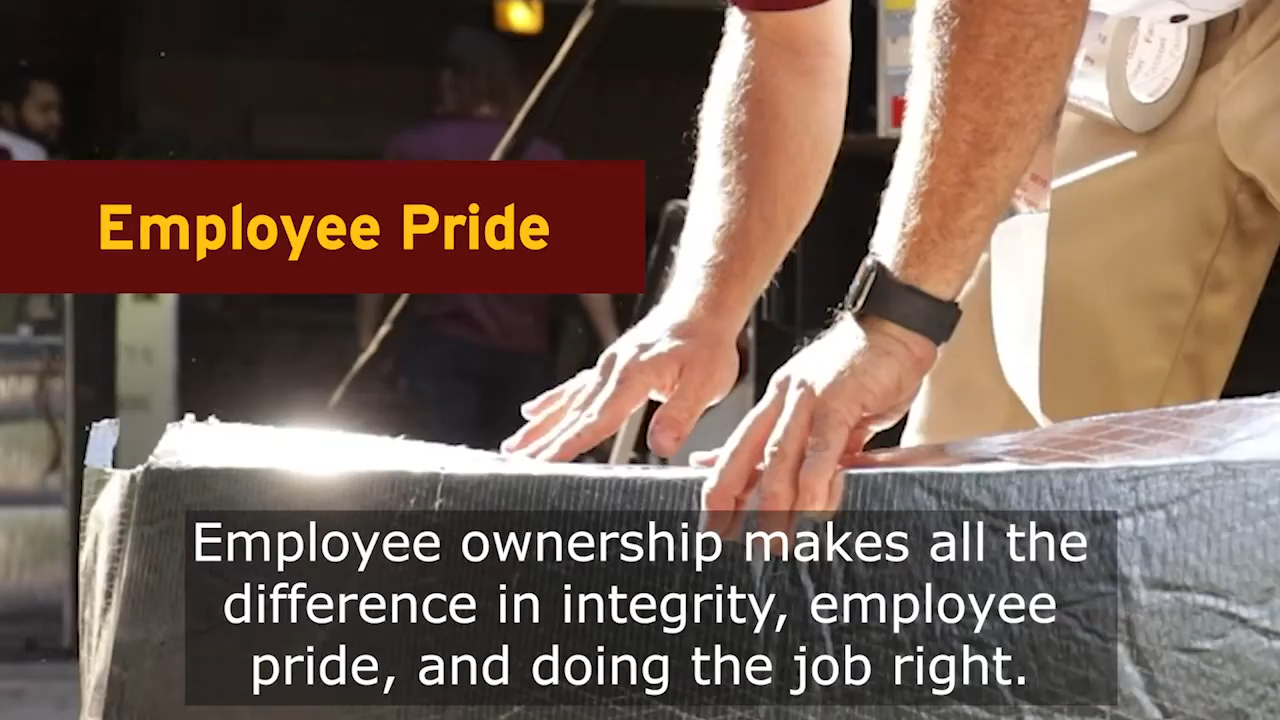 Employee Pride
Employee ownership makes all the
difference in integrity, employee
pride, and doing the job right.